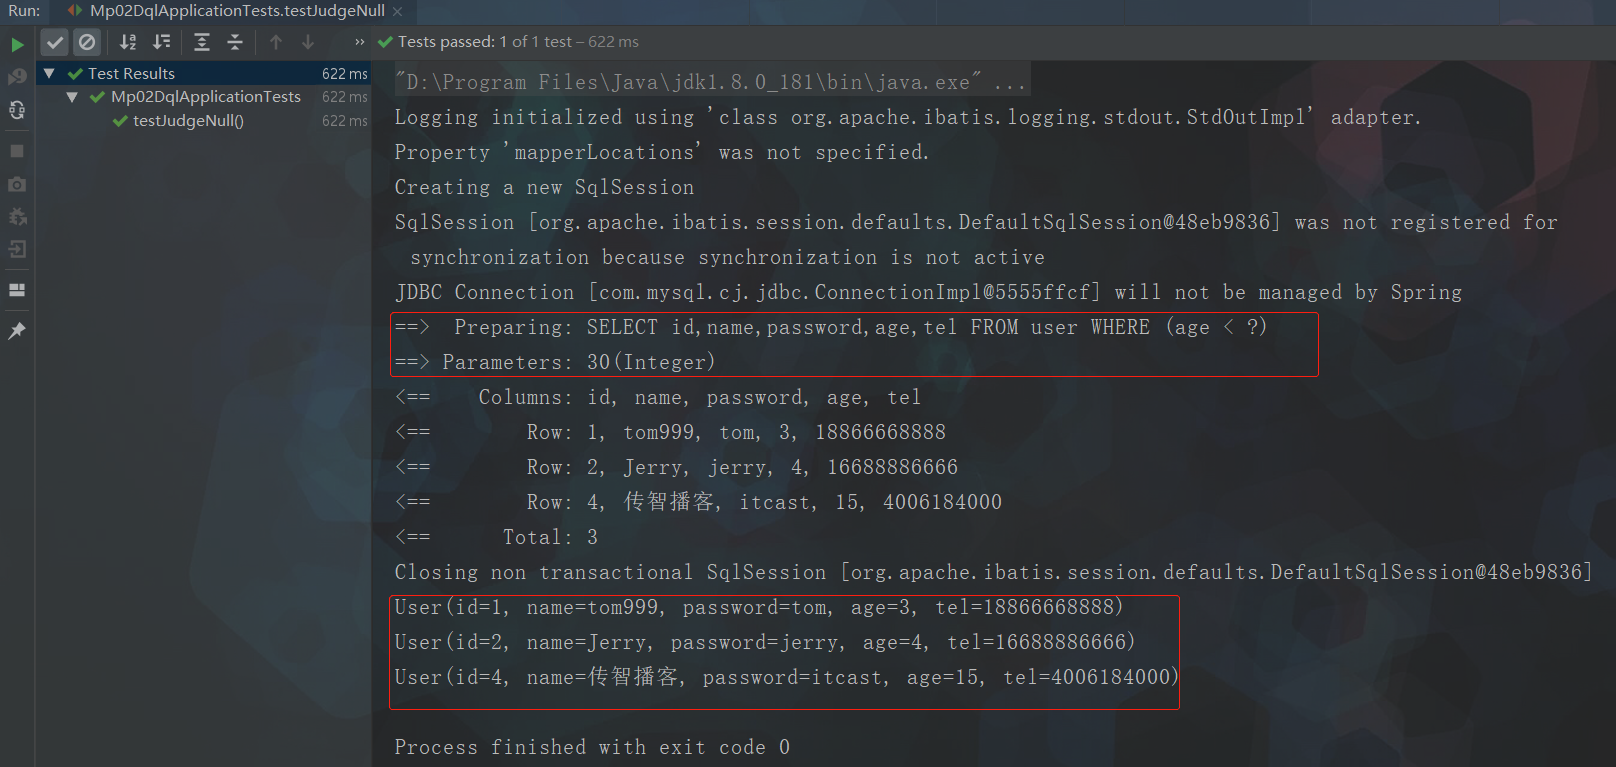 Run: Mp02DqlApplicationTests.testJudgeNull ×
» Tests passed: 1 of 1 test – 622 ms
Test Results 622 ms
Mp02DqlApplicationTests 622 ms
testJudgeNull() 622 ms
"D:\Program Files\Java\jdk1.8.0_181\bin\java.exe" ...
Logging initialized using 'class org.apache.ibatis.logging.stdout.StdOutImpl' adapter.
Property 'mapperLocations' was not specified.
Creating a new SqlSession
SqlSession [org.apache.ibatis.session.defaults.DefaultSqlSession@48eb9836] was not registered for
synchronization because synchronization is not active
JDBC Connection [com.mysql.cj.jdbc.ConnectionImpl@5555ffcf] will not be managed by Spring
==>  Preparing: SELECT id,name,password,age,tel FROM user WHERE (age < ?)
==> Parameters: 30(Integer)
<==    Columns: id, name, password, age, tel
<==        Row: 1, tom999, tom, 3, 18866668888
<==        Row: 2, Jerry, jerry, 4, 16688886666
<==        Row: 4, 传智播客, itcast, 15, 4006184000
<==      Total: 3
Closing non transactional SqlSession [org.apache.ibatis.session.defaults.DefaultSqlSession@48eb9836]
User(id=1, name=tom999, password=tom, age=3, tel=18866668888)
User(id=2, name=Jerry, password=jerry, age=4, tel=16688886666)
User(id=4, name=传智播客, password=itcast, age=15, tel=4006184000)
Process finished with exit code 0